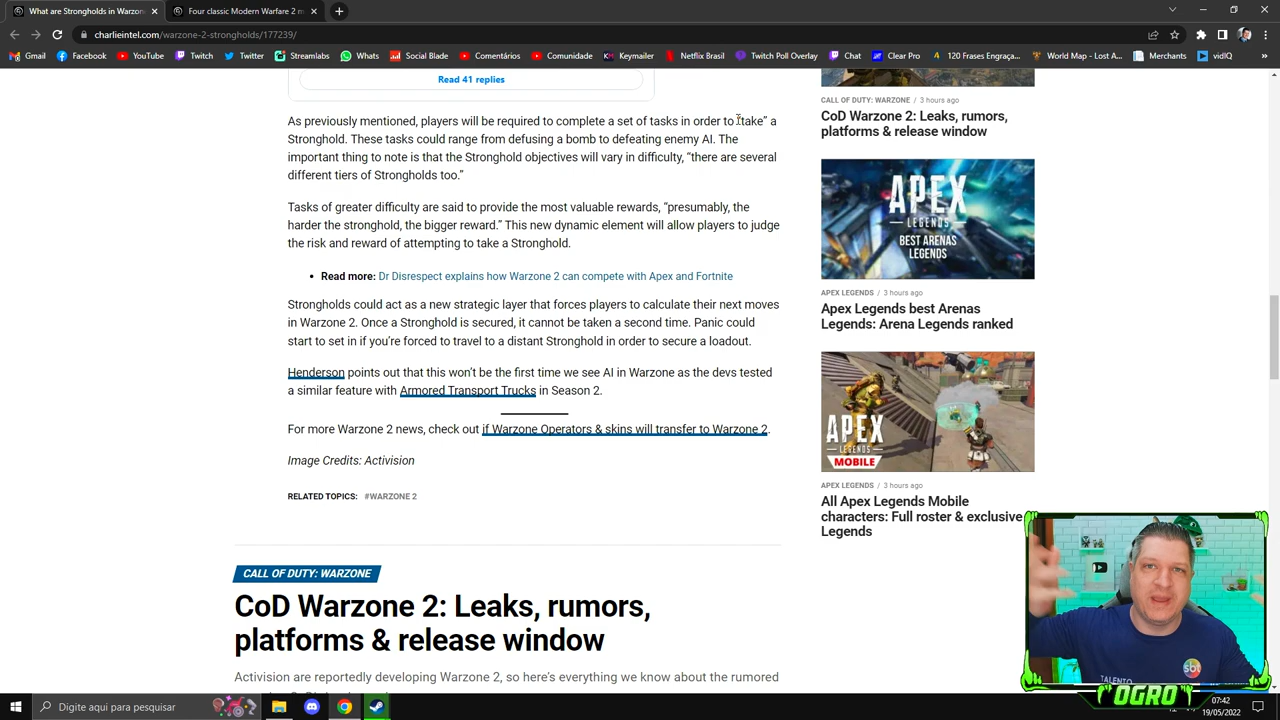 What are Strongholds in Warzon
Four Strongholds in Warzone 2
charlieintel.com/warzone-2-strongholds/177239/
Gmail
Facebook
YouTube
Twitch
Twitter
Streamlabs
Whats
Social Blade
Comentários
Comunidade
Keymailer
Netflix Brasil
Twitch Poll Overlay
Chat
Clear Pro
120 Frases Engraça...
World Map - Lost A...
Nexus
vidIQ
Read 41 replies
As previously mentioned, players will be required to complete a set of tasks in order to “take” a
Stronghold. These tasks could range from defusing a bomb to defeating enemy AI. The
important thing to note is that the Stronghold objectives will vary in difficulty, “there are several
different tiers of Strongholds too.”
Tasks of greater difficulty are said to provide the most valuable rewards, “presumably, the
harder the stronghold, the bigger reward.” This new dynamic element will allow players to judge
the risk and reward of attempting to take a Stronghold.
• Read more: Dr Disrespect explains how Warzone 2 can compete with Apex and Fortnite
Strongholds could act as a new strategic layer that forces players to calculate their next moves
in Warzone 2. Once a Stronghold is secured, it cannot be taken a second time. Panic could
start to set in if you’re forced to travel to a distant Stronghold in order to secure a loadout.
Henderson points out that this won’t be the first time we see AI in Warzone as the devs tested
a similar feature with Armored Transport Trucks in Season 2.
For more Warzone 2 news, check out if Warzone Operators & skins will transfer to Warzone 2.
Image Credits: Activision
RELATED TOPICS: #WARZONE 2
CALL OF DUTY: WARZONE
CoD Warzone 2: Leaks, rumors,
platforms & release window
Activision are reportedly developing Warzone 2, so here’s everything we know about the rumored
CALL OF DUTY: WARZONE / 3 hours ago
CoD Warzone 2: Leaks, rumors,
platforms & release window
APEX
LEGENDS
BEST ARENAS
LEGENDS
APEX LEGENDS / 3 hours ago
Apex Legends best Arenas
Legends: Arena Legends ranked
APEX
LEGENDS
MOBILE
APEX LEGENDS / 3 hours ago
All Apex Legends Mobile
characters: Full roster & exclusive
Legends
sbt
TALENTO
OGRO
Digite aqui para pesquisar
07:42
19/05/2022